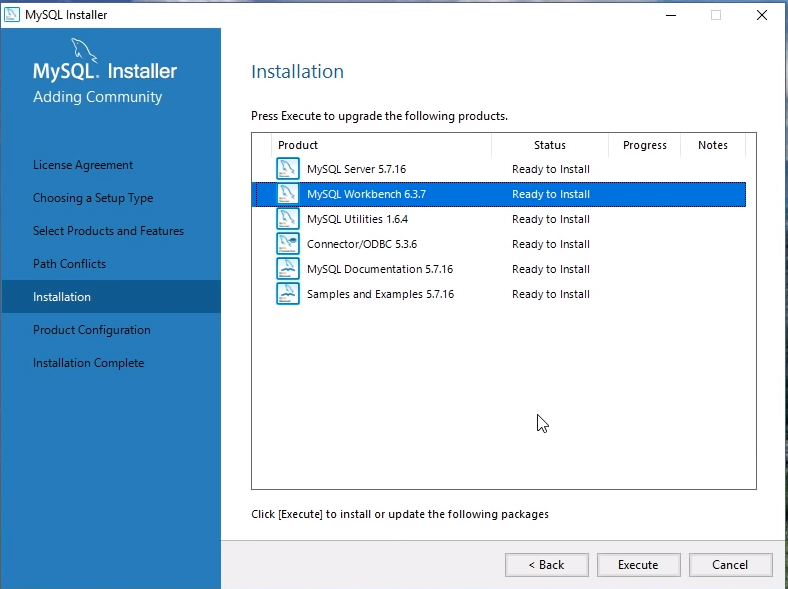 MySQL Installer
MySQL. Installer
Adding Community
License Agreement
Choosing a Setup Type
Select Products and Features
Path Conflicts
Installation
Product Configuration
Installation Complete
Installation
Press Execute to upgrade the following products.
Product Status Progress Notes
MySQL Server 5.7.16 Ready to Install
MySQL Workbench 6.3.7 Ready to Install
MySQL Utilities 1.6.4 Ready to Install
Connector/ODBC 5.3.6 Ready to Install
MySQL Documentation 5.7.16 Ready to Install
Samples and Examples 5.7.16 Ready to Install
Click [Execute] to install or update the following packages
< Back Execute Cancel